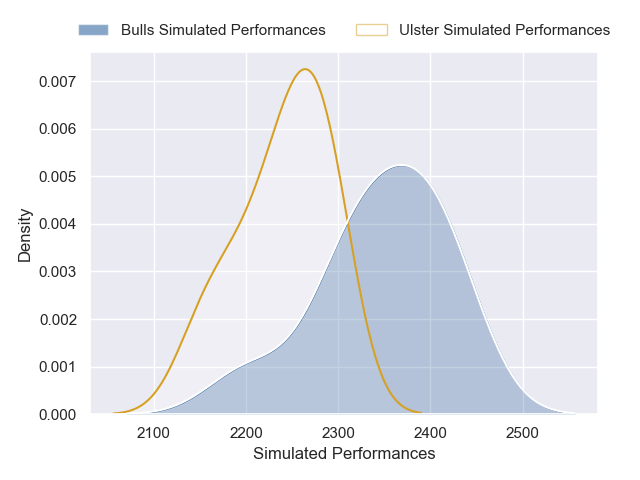 Bulls Simulated Performances
Ulster Simulated Performances
0.007
0.006
0.005
0.004
0.003
0.002
0.001
0.000
Density
2100 2200 2300 2400 2500
Simulated Performances